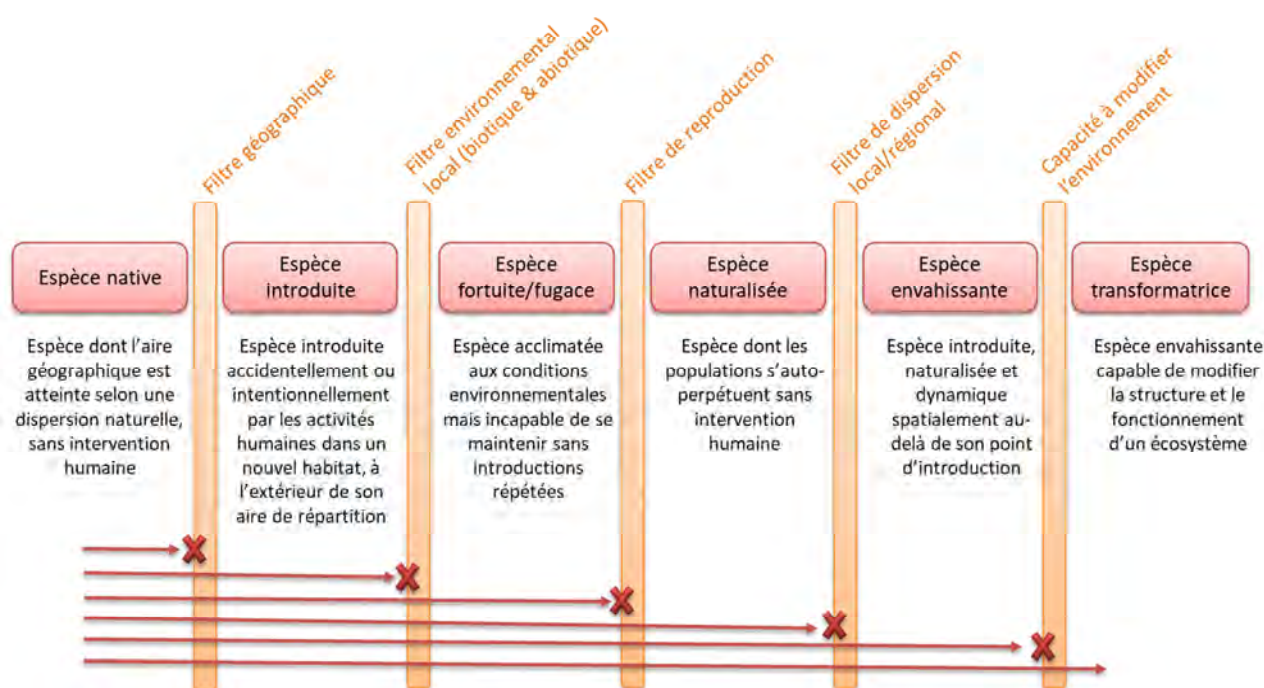 Filtre géographique
Filtre environnemental
local (biotique & abiotique)
Filtre de reproduction
Filtre de dispersion
local/régional
Capacité à modifier
l'environnement
Espèce native
Espèce
introduite
Espèce
fortuite/fugace
Espèce
naturalisée
Espèce
envahissante
Espèce
transformatrice
Espèce dont l'aire
géographique est
atteinte selon une
dispersion naturelle,
sans intervention
humaine
Espèce introduite
accidentellement ou
intentionnellement
par les activités
humaines dans un
nouvel habitat, à
l'extérieur de son
aire de répartition
Espèce acclimatée
aux conditions
environnementales
mais incapable de se
maintenir sans
introductions
répétées
Espèce dont les
populations s'auto-
perpétuent sans
intervention
humaine
Espèce introduite,
naturalisée et
dynamique
spatialement au-
delà de son point
d'introduction
Espèce envahissante
capable de modifier
la structure et le
fonctionnement
d'un écosystème